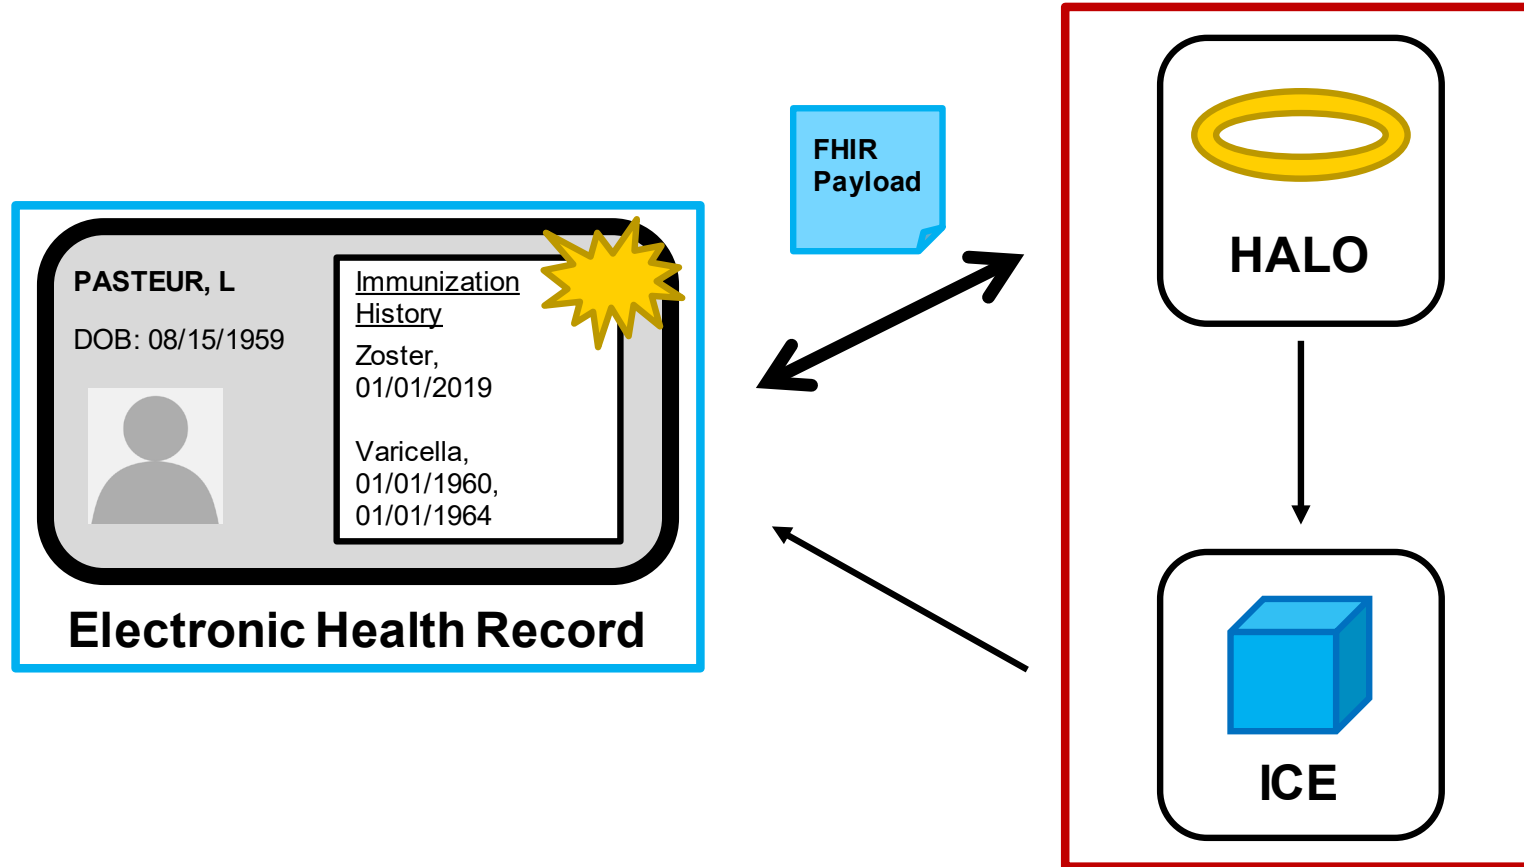 FHIR
Payload
HALO
PASTEUR, L
DOB: 08/15/1959
Immunization
History
Zoster,
01/01/2019
Varicella,
01/01/1960,
01/01/1964
Electronic Health Record
ICE